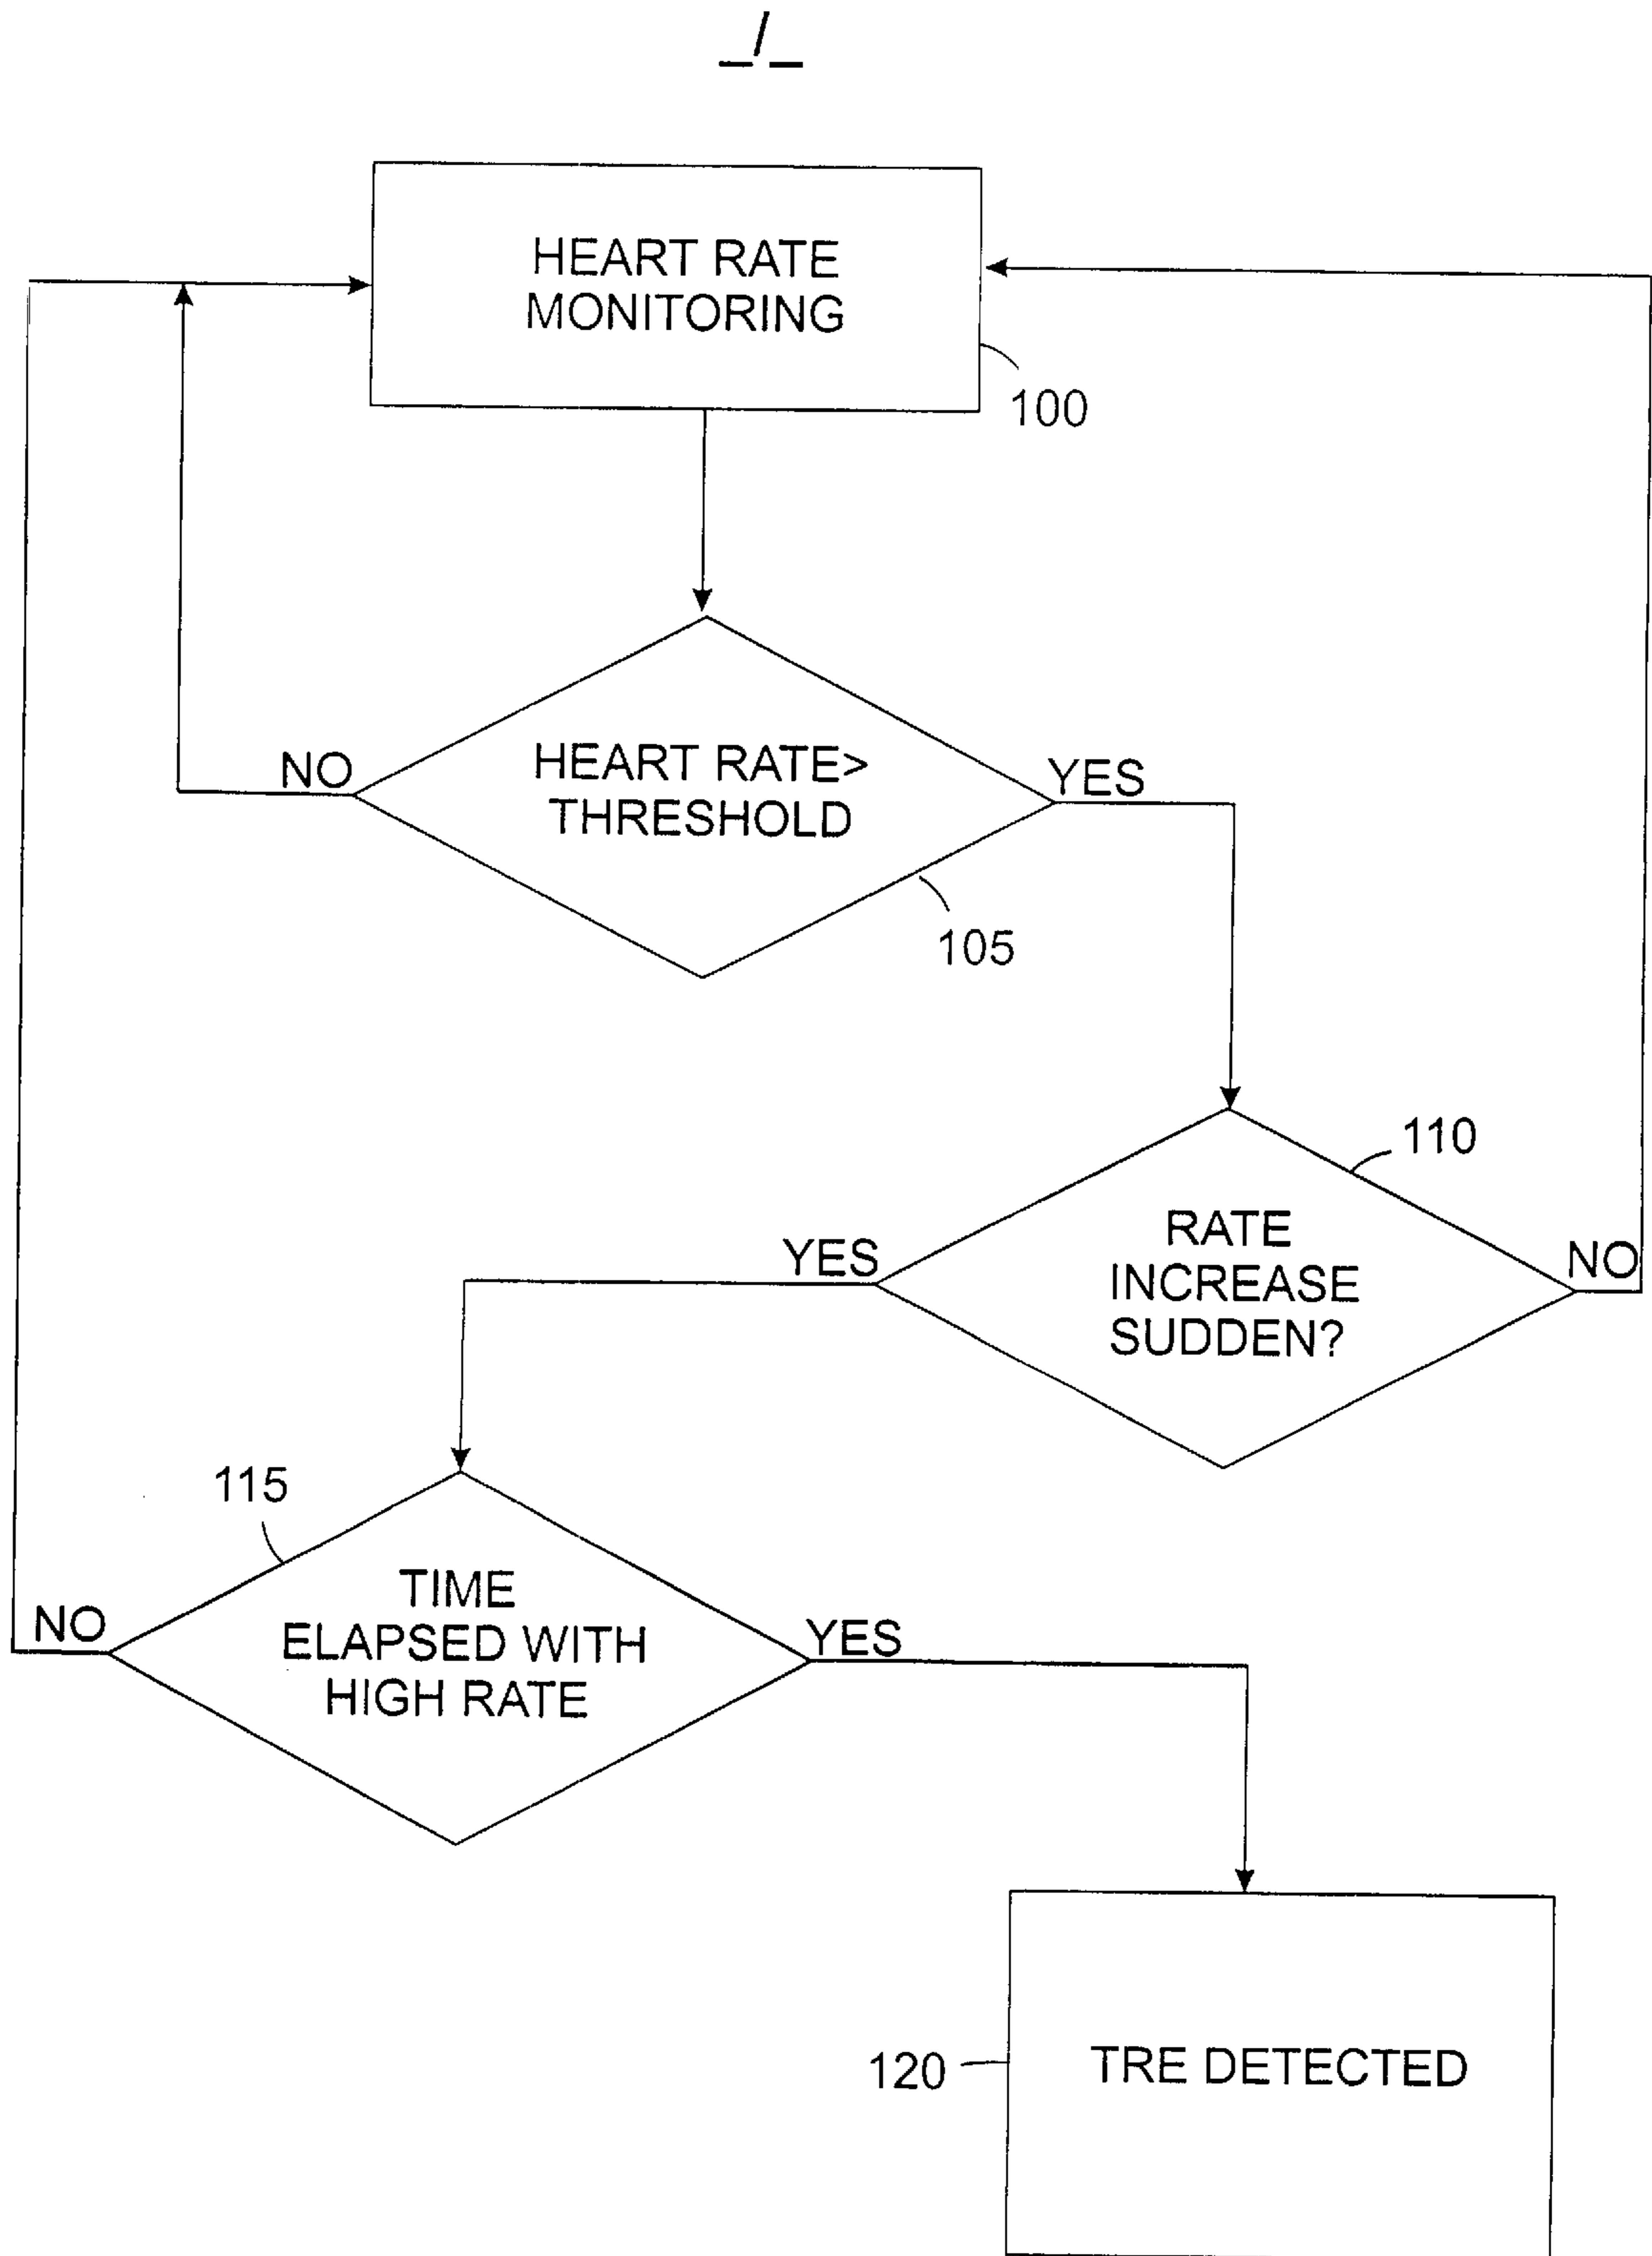 _/_
HEART RATE
MONITORING
100
NO
HEART RATE>
THRESHOLD
YES
105
110
RATE
INCREASE
SUDDEN?
YES
NO
115
TIME
ELAPSED WITH
HIGH RATE
NO
YES
120
TRE DETECTED